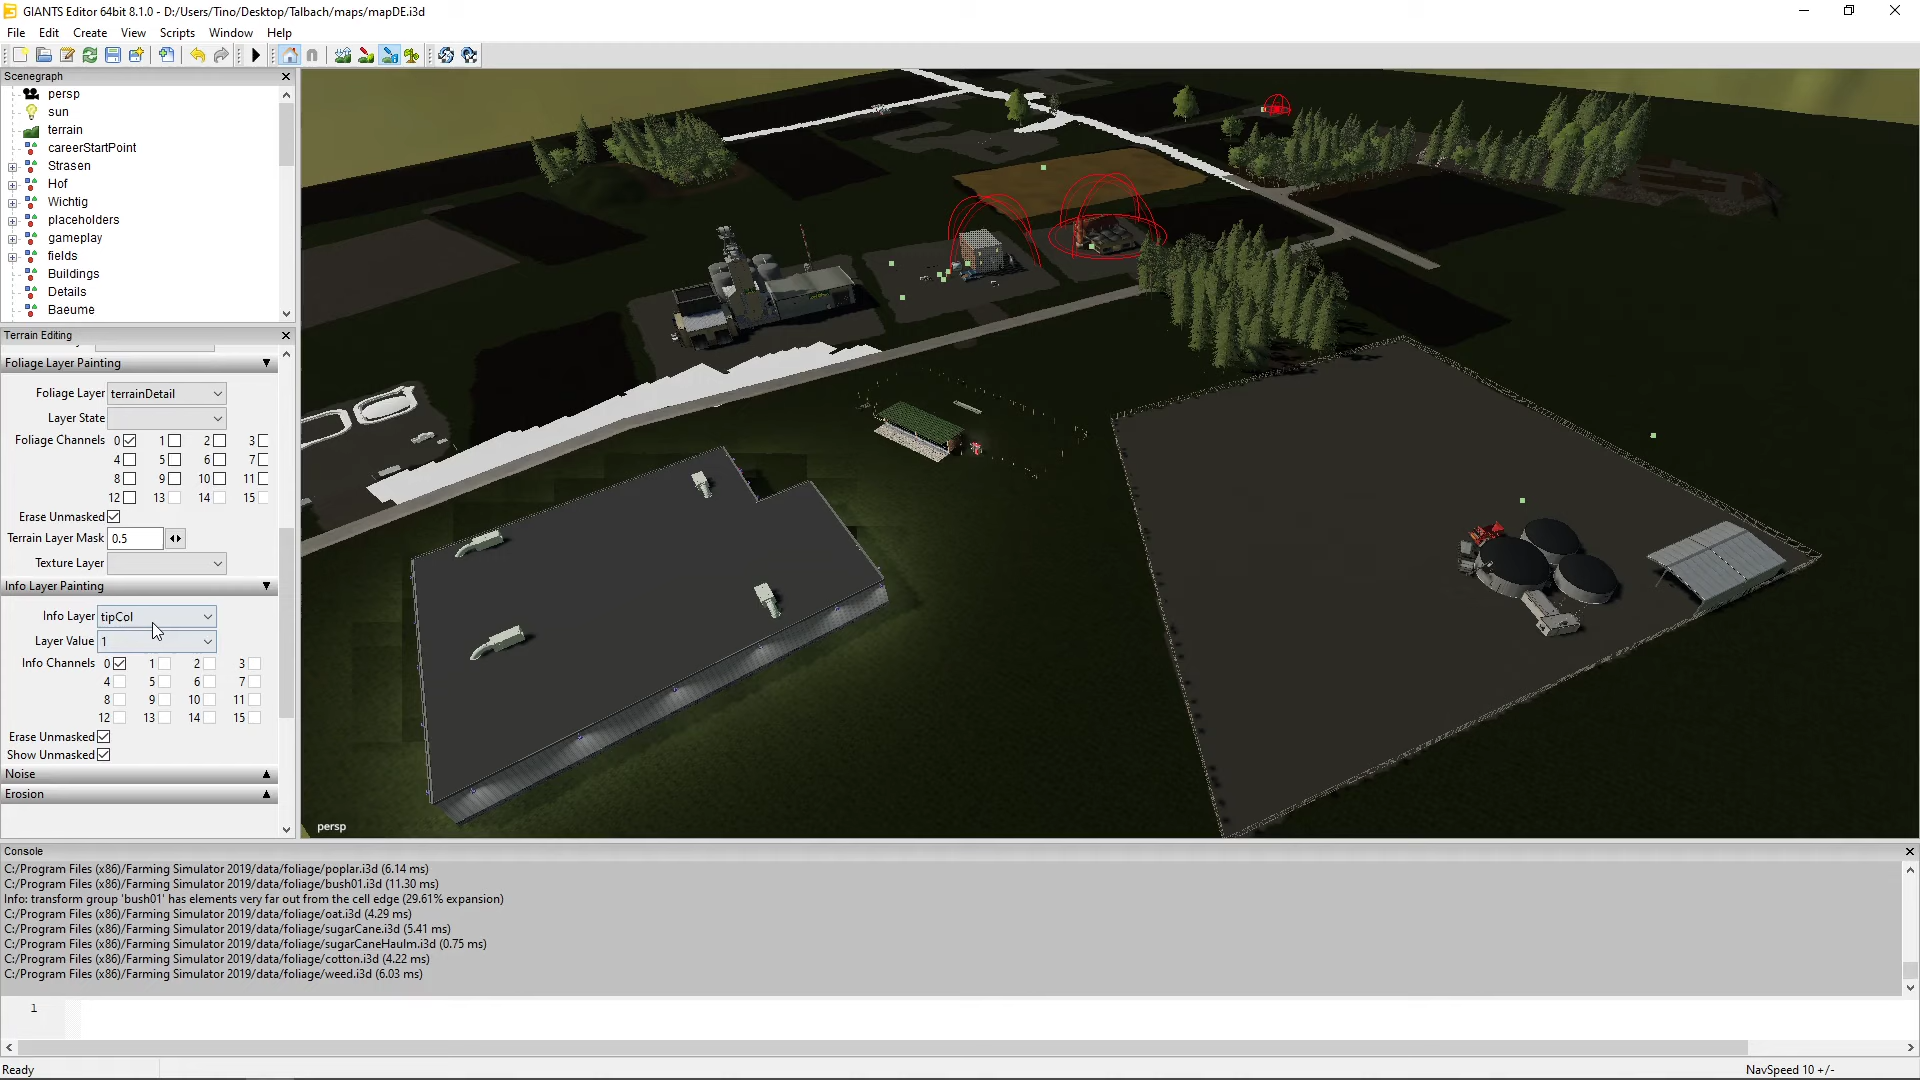 GIANTS Editor 64bit 8.1.0 - D:/Users/Tino/Desktop/Talbach/maps/mapDE.i3d
File Edit Create View Scripts Window Help
Scenegraph
persp
sun
terrain
careerStartPoint
Strasen
Hof
Wichtig
placeholders
gameplay
fields
Buildings
Details
Baeume
Terrain Editing
Foliage Layer Painting
Foliage Layer terrainDetail
Layer State
Foliage Channels 0 1 2 3
4 5 6 7
8 9 10 11
12 13 14 15
Erase Unmasked
Terrain Layer Mask 0.5
Texture Layer
Info Layer Painting
Info Layer tipCol
Layer Value 1
Info Channels 0 1 2 3
4 5 6 7
8 9 10 11
12 13 14 15
Erase Unmasked
Show Unmasked
Noise
Erosion
persp
Console
C:/Program Files (x86)/Farming Simulator 2019/data/foliage/poplar.i3d (6.14 ms)
C:/Program Files (x86)/Farming Simulator 2019/data/foliage/bush01.i3d (11.30 ms)
Info: transform group 'bush01' has elements very far out from the cell edge (29.61% expansion)
C:/Program Files (x86)/Farming Simulator 2019/data/foliage/oat.i3d (4.29 ms)
C:/Program Files (x86)/Farming Simulator 2019/data/foliage/sugarCane.i3d (5.41 ms)
C:/Program Files (x86)/Farming Simulator 2019/data/foliage/sugarCaneHaulm.i3d (0.75 ms)
C:/Program Files (x86)/Farming Simulator 2019/data/foliage/cotton.i3d (4.22 ms)
C:/Program Files (x86)/Farming Simulator 2019/data/foliage/weed.i3d (6.03 ms)
1
Ready
NavSpeed 10 +/-